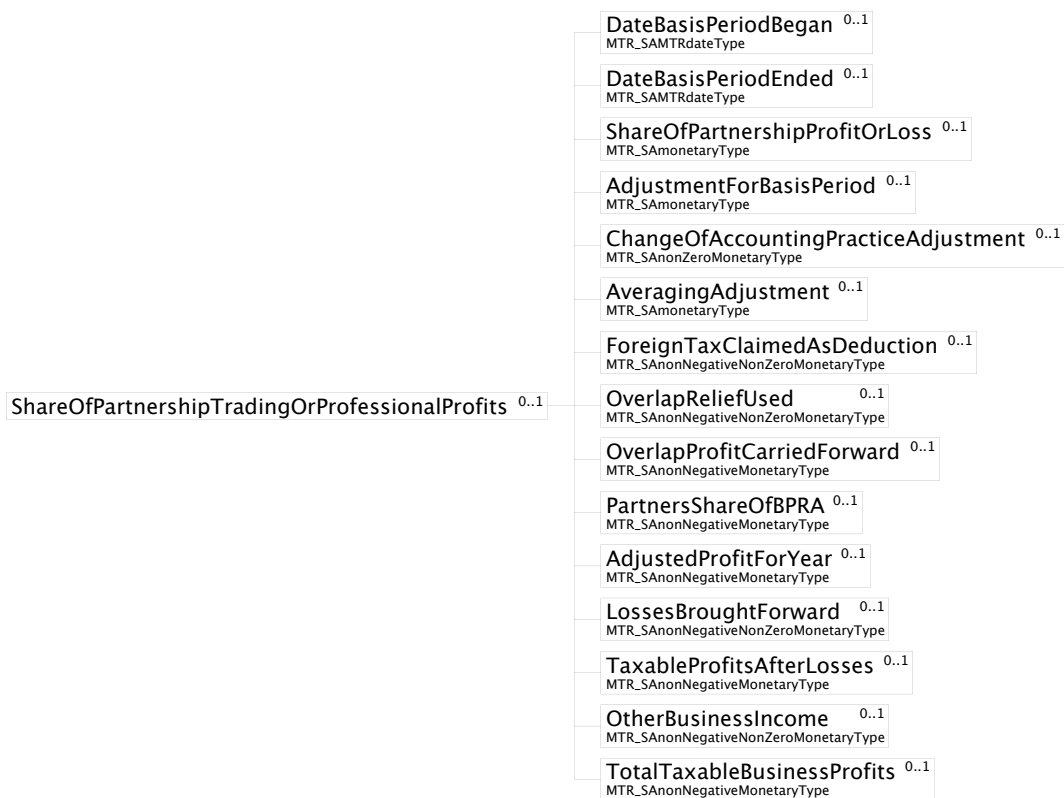 DateBasisPeriodBegan 0..1
MTR_SAMTRdateType
DateBasisPeriodEnded 0..1
MTR_SAMTRdateType
ShareOfPartnershipProfitOrLoss 0..1
MTR_SAmonetaryType
AdjustmentForBasisPeriod 0..1
MTR_SAmonetaryType
ChangeOfAccountingPracticeAdjustment 0..1
MTR_SAnonZeroMonetaryType
AveragingAdjustment 0..1
MTR_SAmonetaryType
ForeignTaxClaimedAsDeduction 0..1
MTR_SAnonNegativeNonZeroMonetaryType
ShareOfPartnershipTradingOrProfessionalProfits 0..1
OverlapReliefUsed 0..1
MTR_SAnonNegativeNonZeroMonetaryType
OverlapProfitCarriedForward 0..1
MTR_SAnonNegativeMonetaryType
PartnersShareOfBPRA 0..1
MTR_SAnonNegativeMonetaryType
AdjustedProfitForYear 0..1
MTR_SAnonNegativeMonetaryType
LossesBroughtForward 0..1
MTR_SAnonNegativeNonZeroMonetaryType
TaxableProfitsAfterLosses 0..1
MTR_SAnonNegativeMonetaryType
OtherBusinessIncome 0..1
MTR_SAnonNegativeNonZeroMonetaryType
TotalTaxableBusinessProfits 0..1
MTR_SAnonNegativeMonetaryType